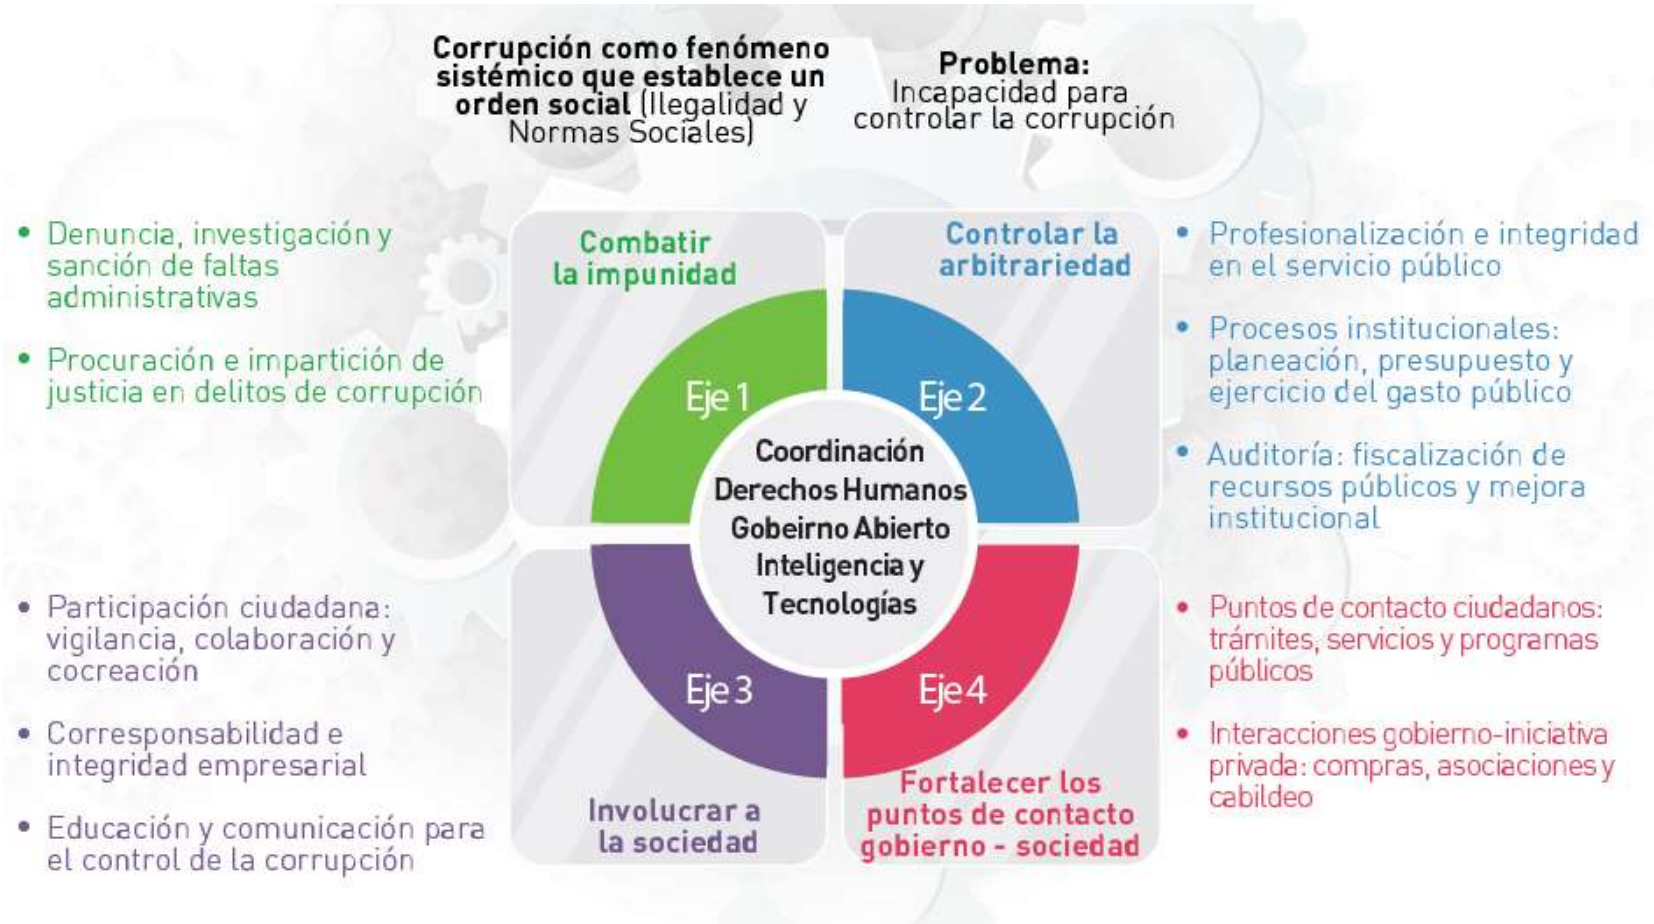 Corrupción como fenómeno
sistémico que establece un
orden social (Ilegalidad y
Normas Sociales)
Problema:
Incapacidad para
controlar la corrupción
• Denuncia, investigación y
sanción de faltas
administrativas
• Procuración e impartición de
justicia en delitos de corrupción
Combatir
la impunidad
Eje 1
Controlar la
arbitrariedad
Eje 2
• Profesionalización e integridad
en el servicio público
• Procesos institucionales:
planeación, presupuesto y
ejercicio del gasto público
• Auditoría: fiscalización de
recursos públicos y mejora
institucional
Coordinación
Derechos Humanos
Gobeirno Abierto
Inteligencia y
Tecnologías
• Participación ciudadana:
vigilancia, colaboración y
cocreación
• Corresponsabilidad e
integridad empresarial
• Educación y comunicación para
el control de la corrupción
Eje 3
Involucrar a
la sociedad
Eje 4
Fortalecer los
puntos de contacto
gobierno - sociedad
• Puntos de contacto ciudadanos:
trámites, servicios y programas
públicos
• Interacciones gobierno-iniciativa
privada: compras, asociaciones y
cabildeo